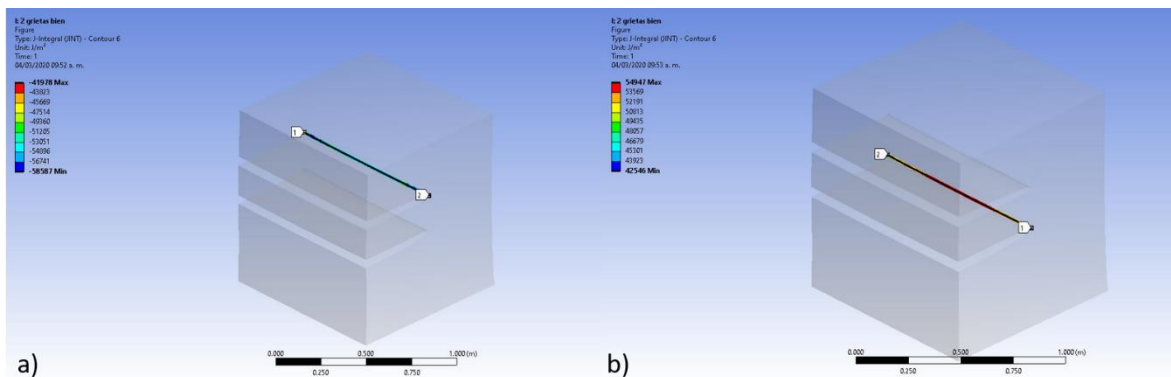 I: 2 grietas bien
Figure
Type: J-Integral (JINT) - Contour 6
Unit: J/m²
Time: 1
04/03/2020 09:52 a. m.
-41978 Max
-43823
-45669
-47514
-49360
-51205
-53051
-54896
-56741
-58587 Min
1
2
0.000
0.500
1.000 (m)
0.250
0.750
a)
I: 2 grietas bien
Figure
Type: J-Integral (JINT) - Contour 6
Unit: J/m²
Time: 1
04/03/2020 09:53 a. m.
54947 Max
53569
52191
50813
49435
48057
46679
45301
43923
42546 Min
2
1
0.000
0.500
1.000 (m)
0.250
0.750
b)